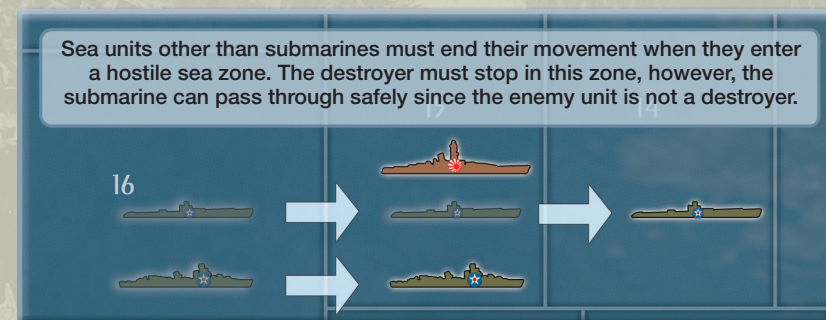 Sea units other than submarines must end their movement when they enter
a hostile sea zone. The destroyer must stop in this zone, however, the
submarine can pass through safely since the enemy unit is not a destroyer.
16